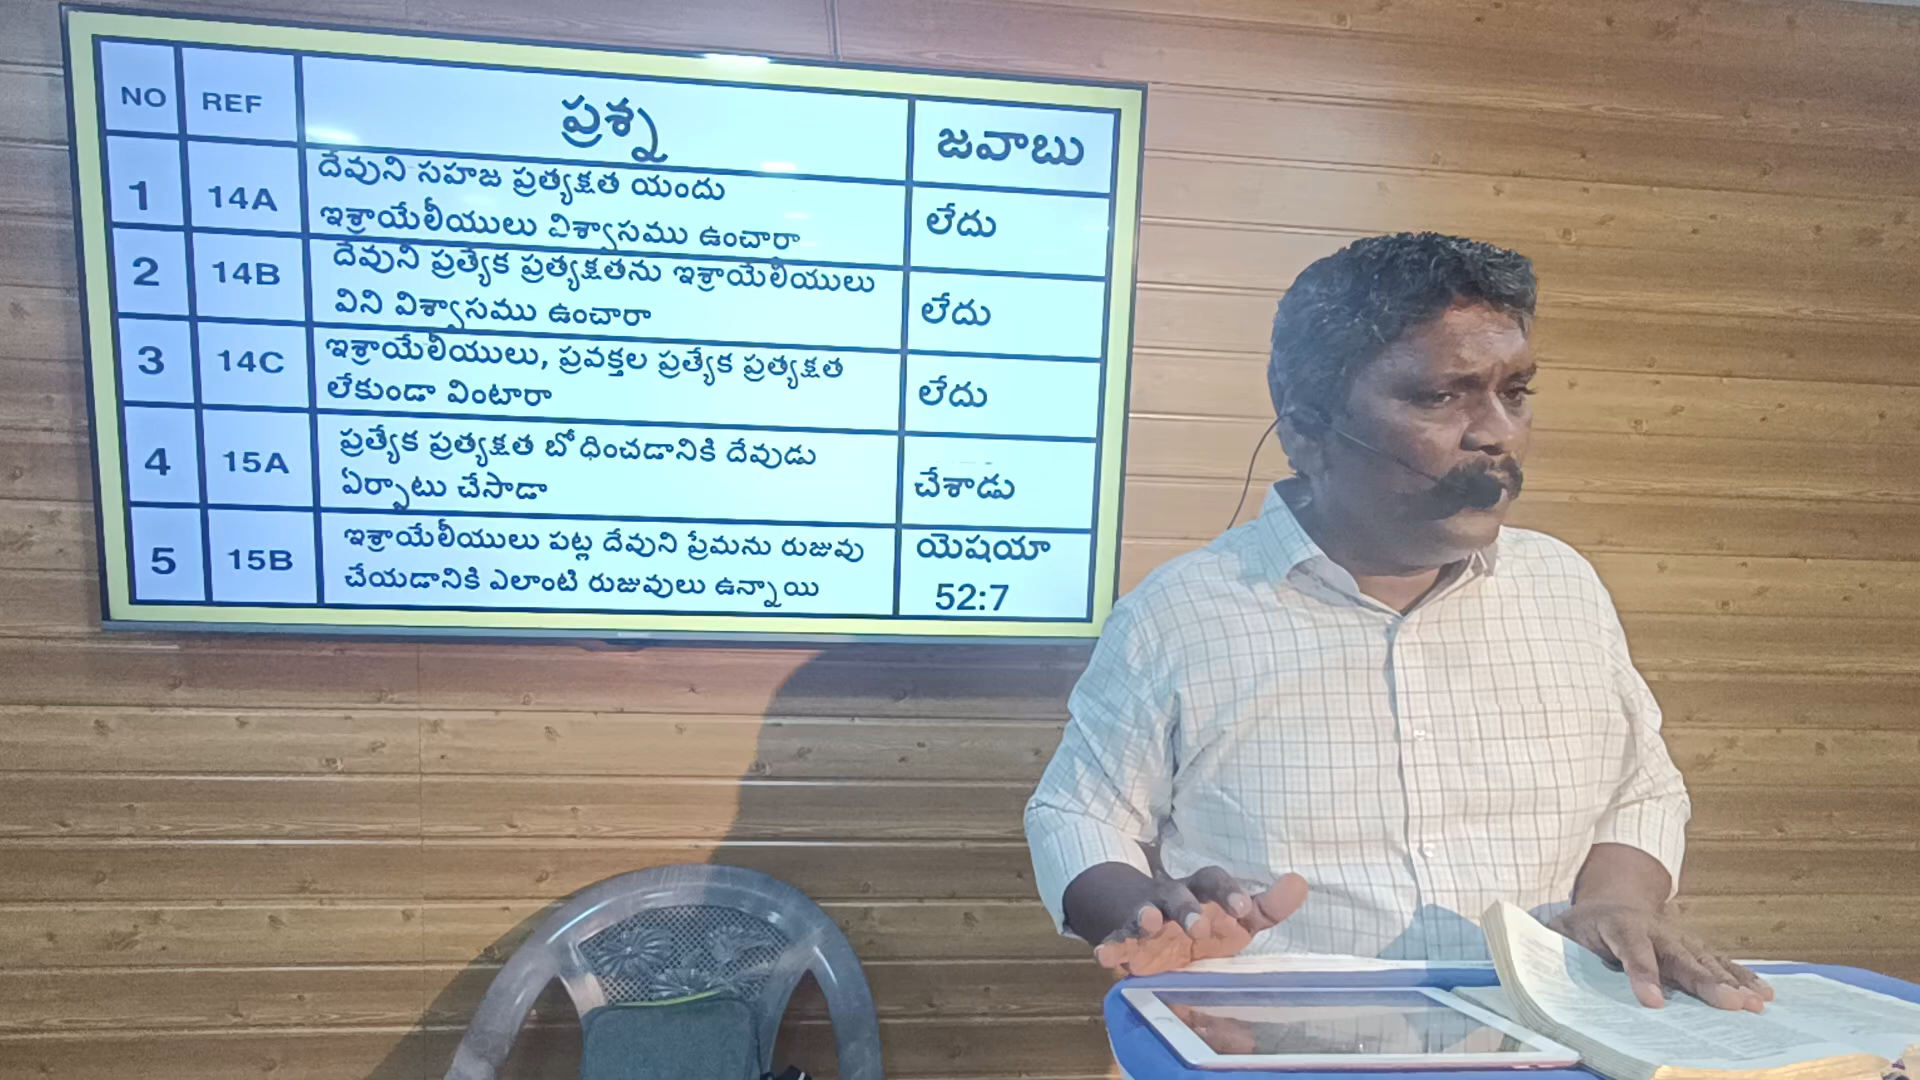 NO REF ప్రశ్న జవాబు
1 14A దేవుని సహజ ప్రత్యక్షత యందు
ఇశ్రాయేలీయులు విశ్వాసము ఉంచారా లేదు
2 14B దేవుని ప్రత్యేక ప్రత్యక్షతను ఇశ్రాయేలీయులు
విని విశ్వాసము ఉంచారా లేదు
3 14C ఇశ్రాయేలీయులు, ప్రవక్తల ప్రత్యేక ప్రత్యక్షత
లేకుండా వింటారా లేదు
4 15A ప్రత్యేక ప్రత్యక్షత బోధించడానికి దేవుడు
ఏర్పాటు చేసాడా చేశాడు
5 15B ఇశ్రాయేలీయులు పట్ల దేవుని ప్రేమను రుజువు
చేయడానికి ఎలాంటి రుజువులు ఉన్నాయి
యెషయా
52:7